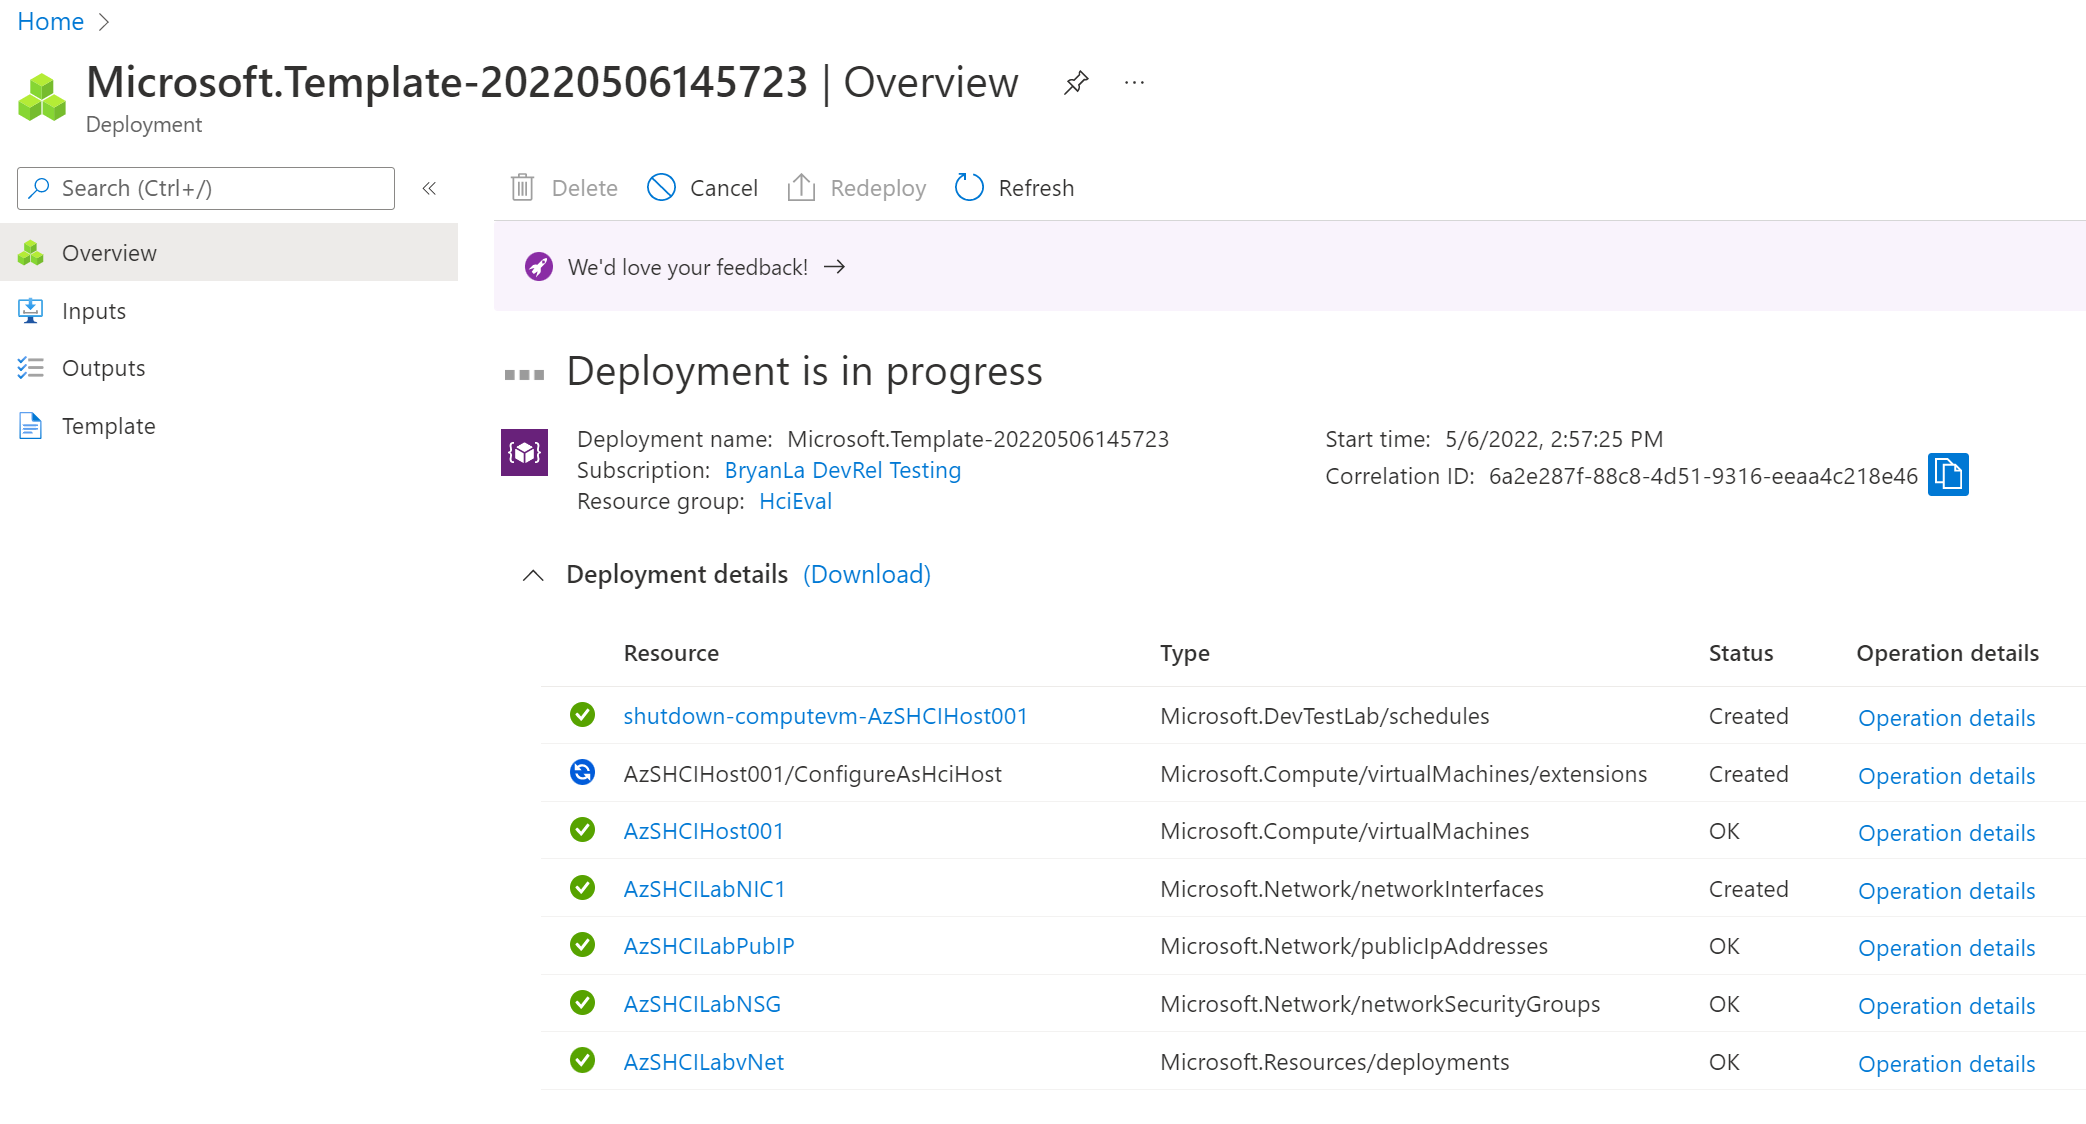 Home
Microsoft.Template-20220506145723 | Overview
Deployment
Search (Ctrl+/)
Delete Cancel Redeploy Refresh
Overview
Inputs
Outputs
Template
We'd love your feedback!
Deployment is in progress
Deployment name: Microsoft.Template-20220506145723
Subscription: BryanLa DevRel Testing
Resource group: HciEval
Start time: 5/6/2022, 2:57:25 PM
Correlation ID: 6a2e287f-88c8-4d51-9316-eeaa4c218e46
Deployment details (Download)
Resource Type Status Operation details
shutdown-computevm-AzSHCIHost001 Microsoft.DevTestLab/schedules Created Operation details
AzSHCIHost001/ConfigureAsHciHost Microsoft.Compute/virtualMachines/extensions Created Operation details
AzSHCIHost001 Microsoft.Compute/virtualMachines OK Operation details
AzSHCILabNIC1 Microsoft.Network/networkInterfaces Created Operation details
AzSHCILabPubIP Microsoft.Network/publicIpAddresses OK Operation details
AzSHCILabNSG Microsoft.Network/networkSecurityGroups OK Operation details
AzSHCILabvNet Microsoft.Resources/deployments OK Operation details